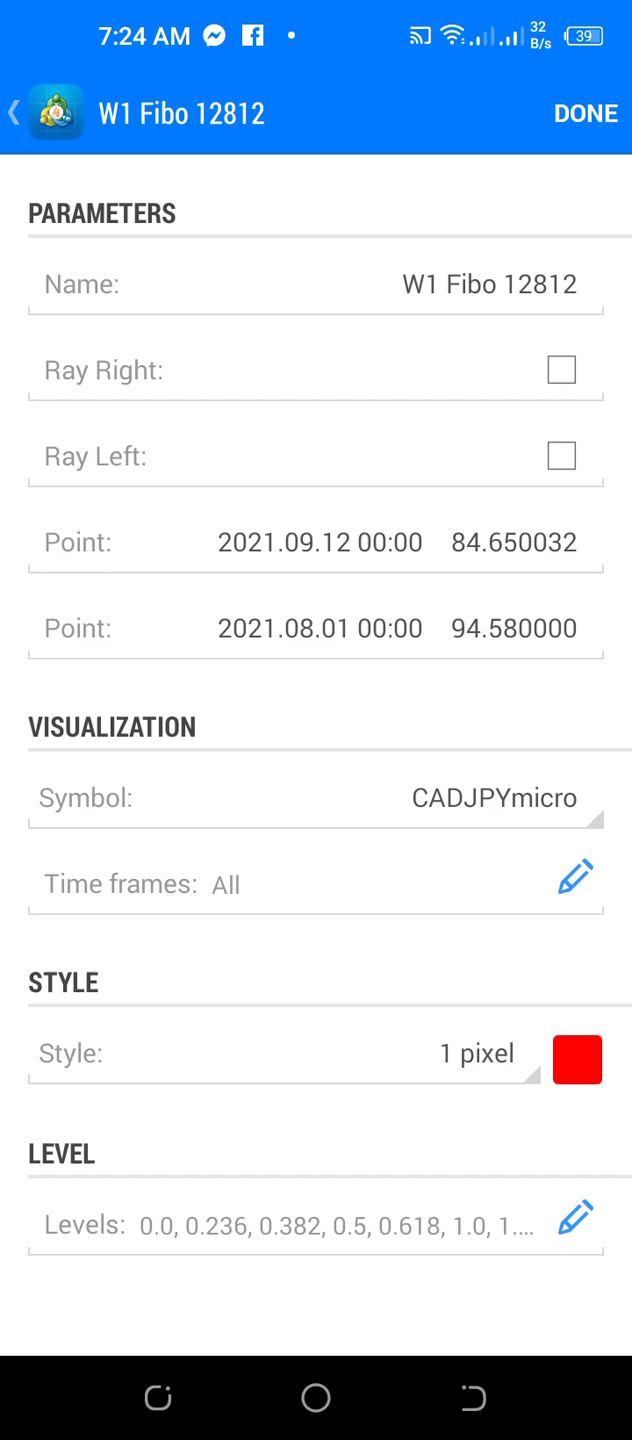 7:24 AM 32 B/s 39
W1 Fibo 12812 DONE
PARAMETERS
Name: W1 Fibo 12812
Ray Right:
Ray Left:
Point: 2021.09.12 00:00 84.650032
Point: 2021.08.01 00:00 94.580000
VISUALIZATION
Symbol: CADJPYmicro
Time frames: All
STYLE
Style: 1 pixel
LEVEL
Levels: 0.0, 0.236, 0.382, 0.5, 0.618, 1.0, 1....